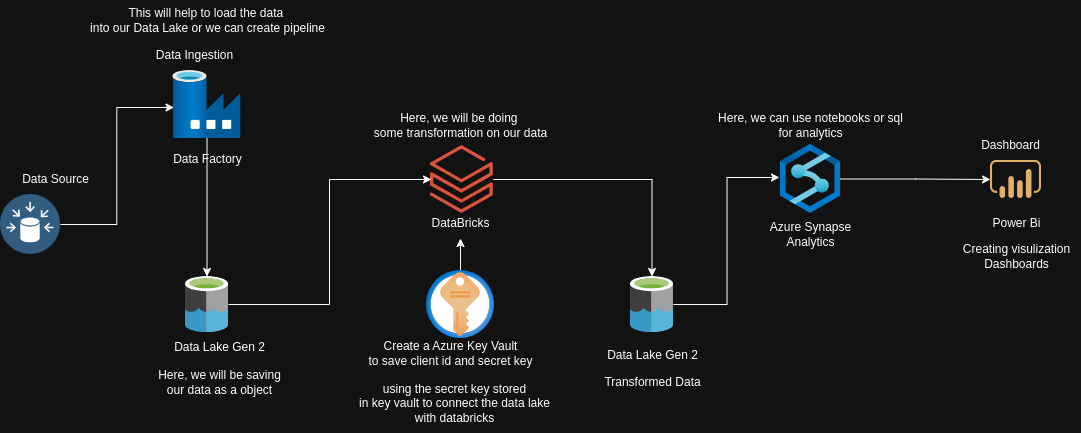 This will help to load the data
into our Data Lake or we can create pipeline
Data Ingestion
Data Factory
Data Source
Data Lake Gen 2
Here, we will be saving
our data as a object
Here, we will be doing
some transformation on our data
DataBricks
Create a Azure Key Vault
to save client id and secret key
using the secret key stored
in key vault to connect the data lake
with databricks
Data Lake Gen 2
Transformed Data
Here, we can use notebooks or sql
for analytics
Azure Synapse
Analytics
Dashboard
Power Bi
Creating visulization
Dashboards